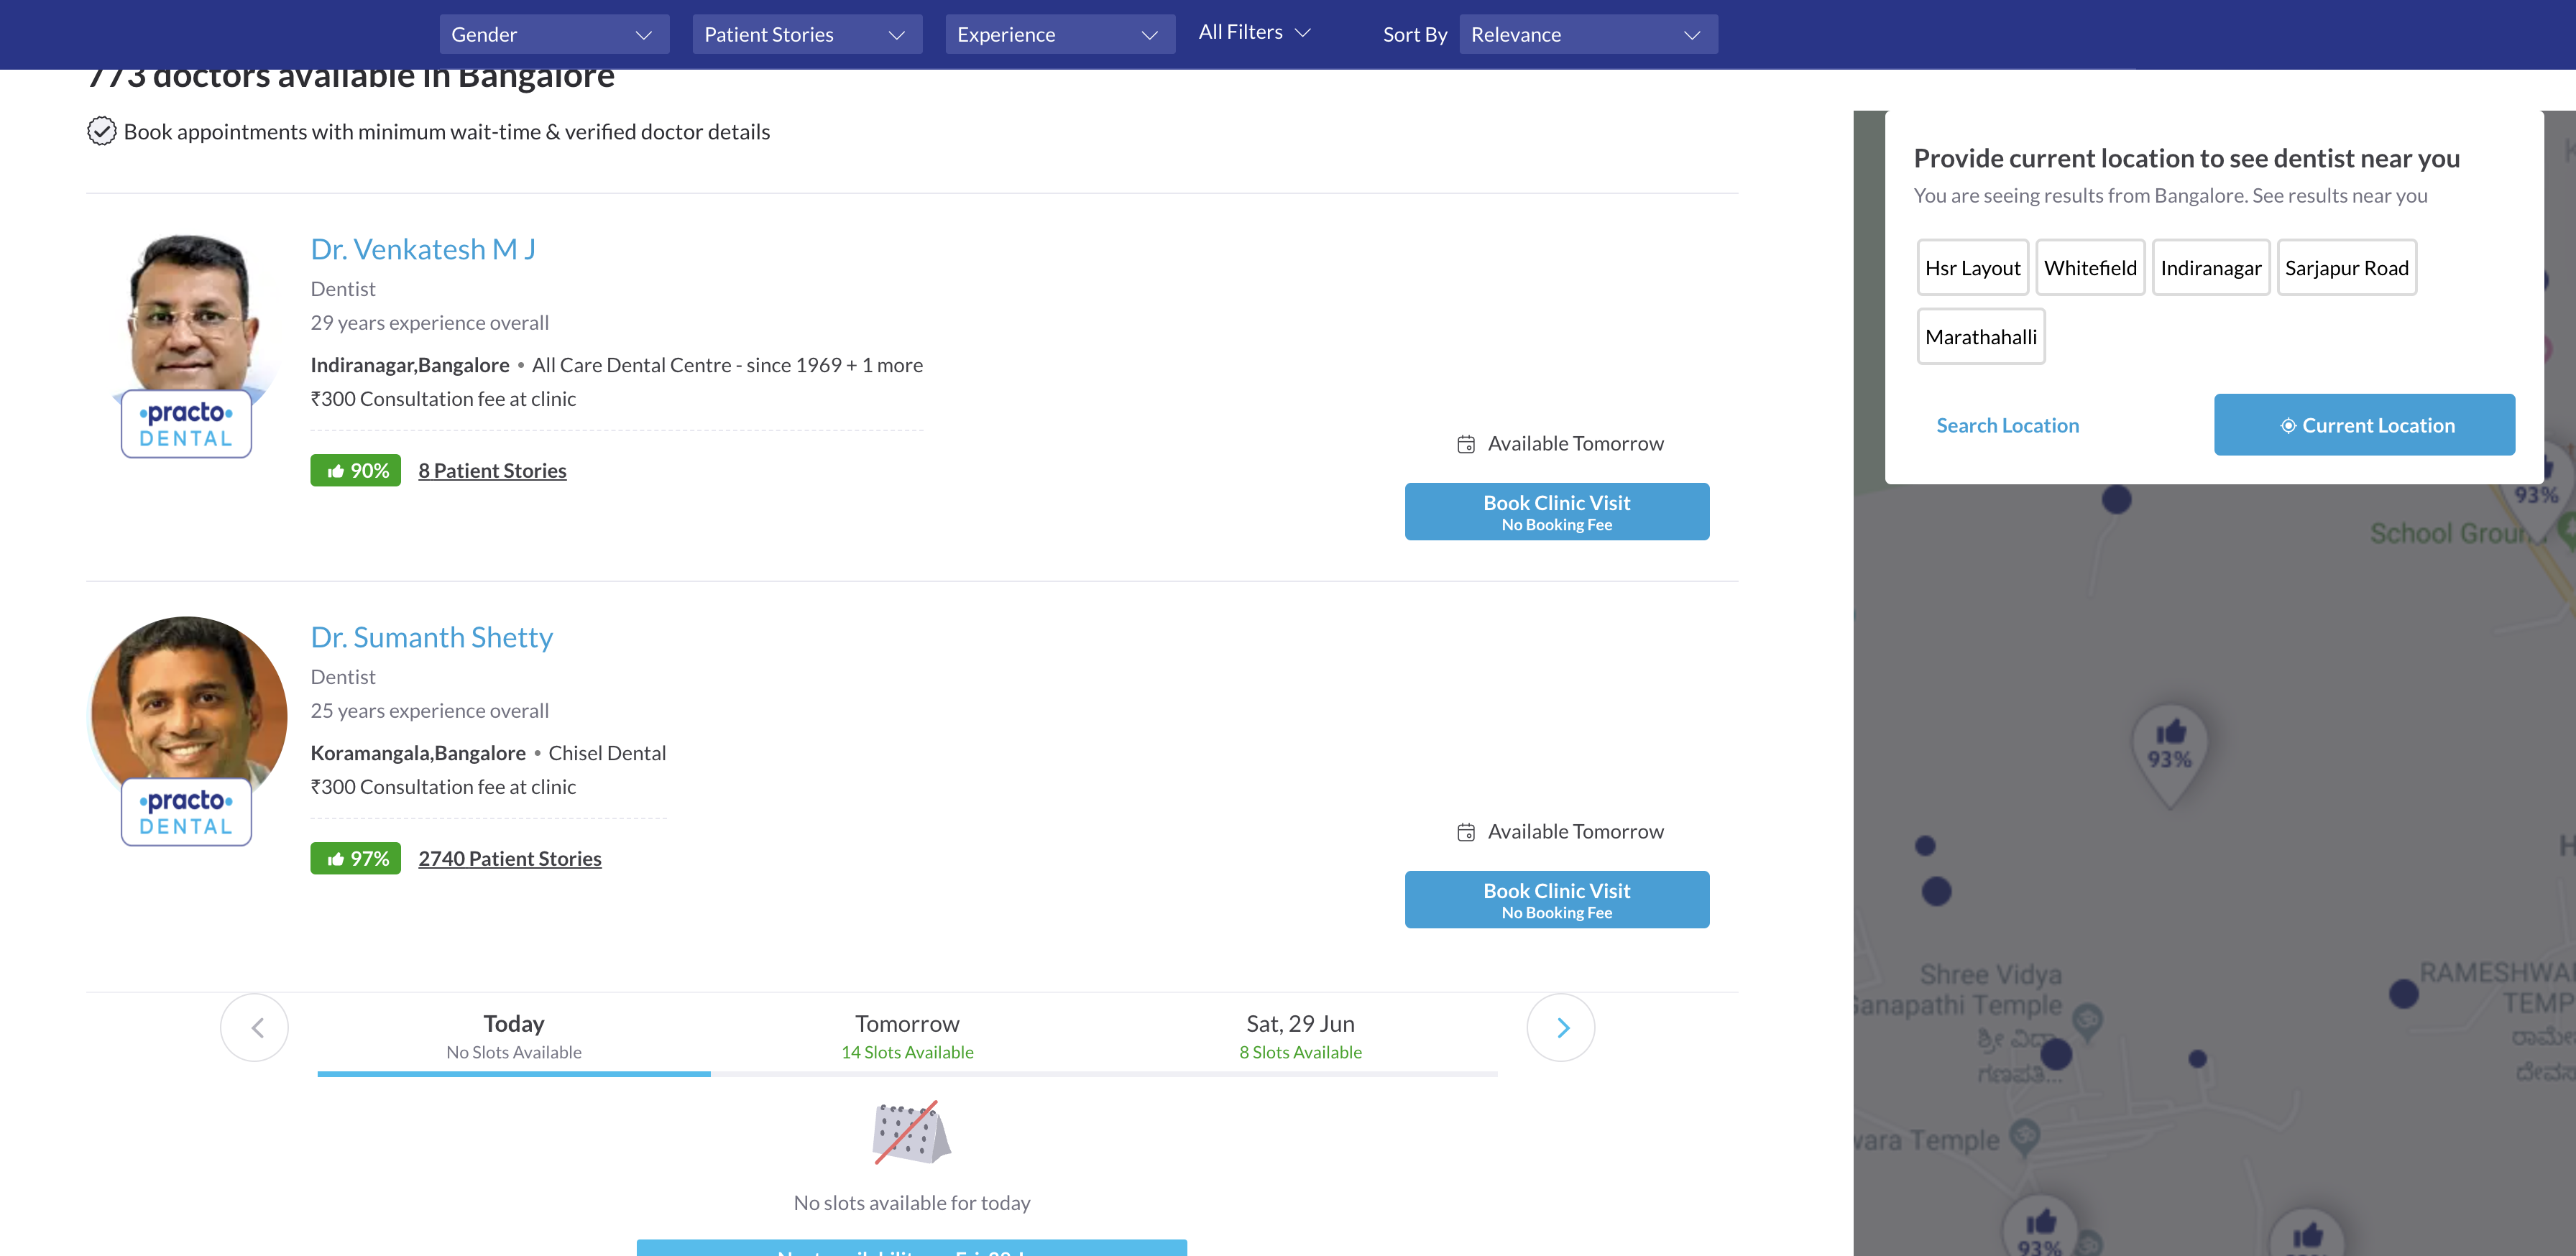 Gender
Patient Stories
Experience
All Filters
Sort By
Relevance
773 doctors available in Bangalore
Book appointments with minimum wait-time & verified doctor details
Dr. Venkatesh M J
Dentist
29 years experience overall
Indiranagar,Bangalore • All Care Dental Centre - since 1969 + 1 more
₹300 Consultation fee at clinic
•practo•
DENTAL
90%
8 Patient Stories
Available Tomorrow
Book Clinic Visit
No Booking Fee
Dr. Sumanth Shetty
Dentist
25 years experience overall
Koramangala,Bangalore • Chisel Dental
₹300 Consultation fee at clinic
•practo•
DENTAL
97%
2740 Patient Stories
Available Tomorrow
Book Clinic Visit
No Booking Fee
Today
No Slots Available
Tomorrow
14 Slots Available
Sat, 29 Jun
8 Slots Available
No slots available for today
Provide current location to see dentist near you
You are seeing results from Bangalore. See results near you
Hsr Layout
Whitefield
Indiranagar
Sarjapur Road
Marathahalli
Search Location
Current Location
93%
School
93%
Shree Vidya
Ganapathi Temple
ಶ್ರೀ ವಿದ್ಯಾ
ಗಣಪತಿ...
Temple
93%